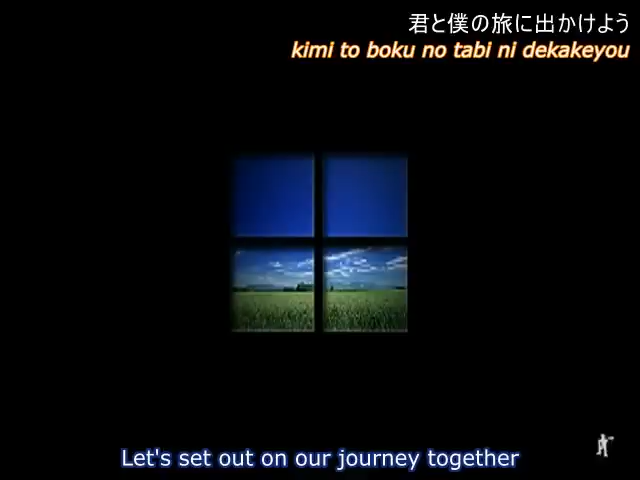 君と僕の旅に出かけよう
kimi to boku no tabi ni dekakeyou
Let's set out on our journey together